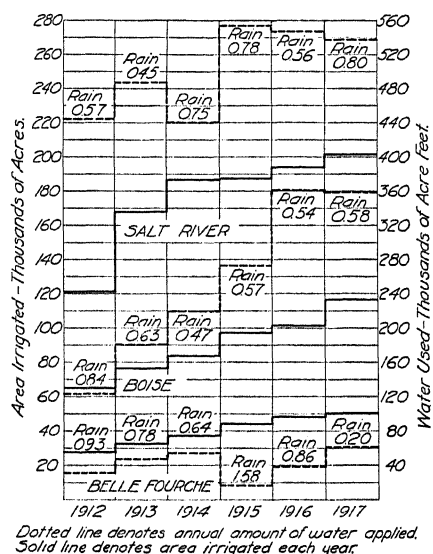 Area Irrigated-Thousands of Acres.
280
260
240
220
200
180
160
140
120
100
80
60
40
20
560
520
480
440
400
360
320
280
240
200
160
120
80
40
Water Used-Thousands of Acre Feet.
Rain
0.57
Rain
0.45
Rain
0.75
Rain
0.78
Rain
0.56
Rain
0.80
SALT RIVER
Rain
0.84
Rain
0.63
Rain
0.47
Rain
0.57
Rain
0.54
Rain
0.58
BOISE
Rain
0.93
Rain
0.78
Rain
0.64
Rain
1.58
Rain
0.86
Rain
0.20
BELLE FOURCHE
1912 1913 1914 1915 1916 1917
Dotted line denotes annual amount of water applied.
Solid line denotes area irrigated each year.